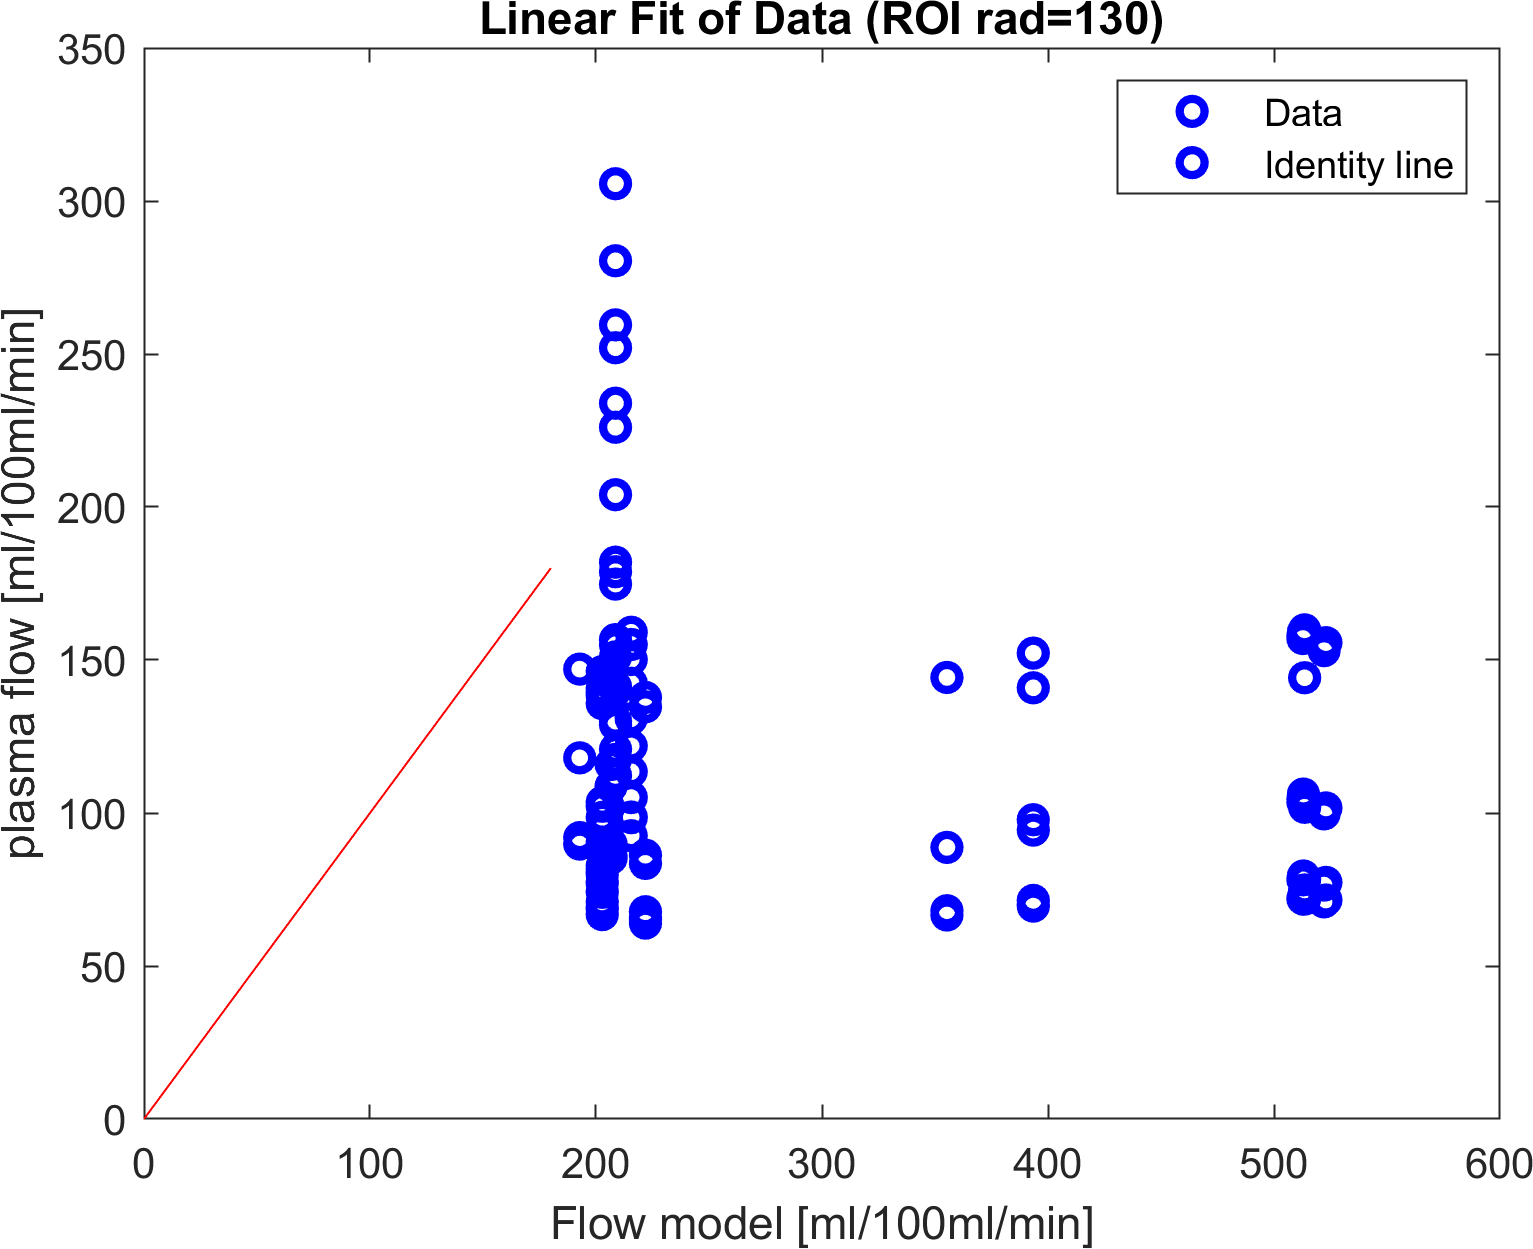 Linear Fit of Data (ROI rad=130)
350
300
250
200
150
100
50
0
plasma flow [ml/100ml/min]
Data
Identity line
0 100 200 300 400 500 600
Flow model [ml/100ml/min]